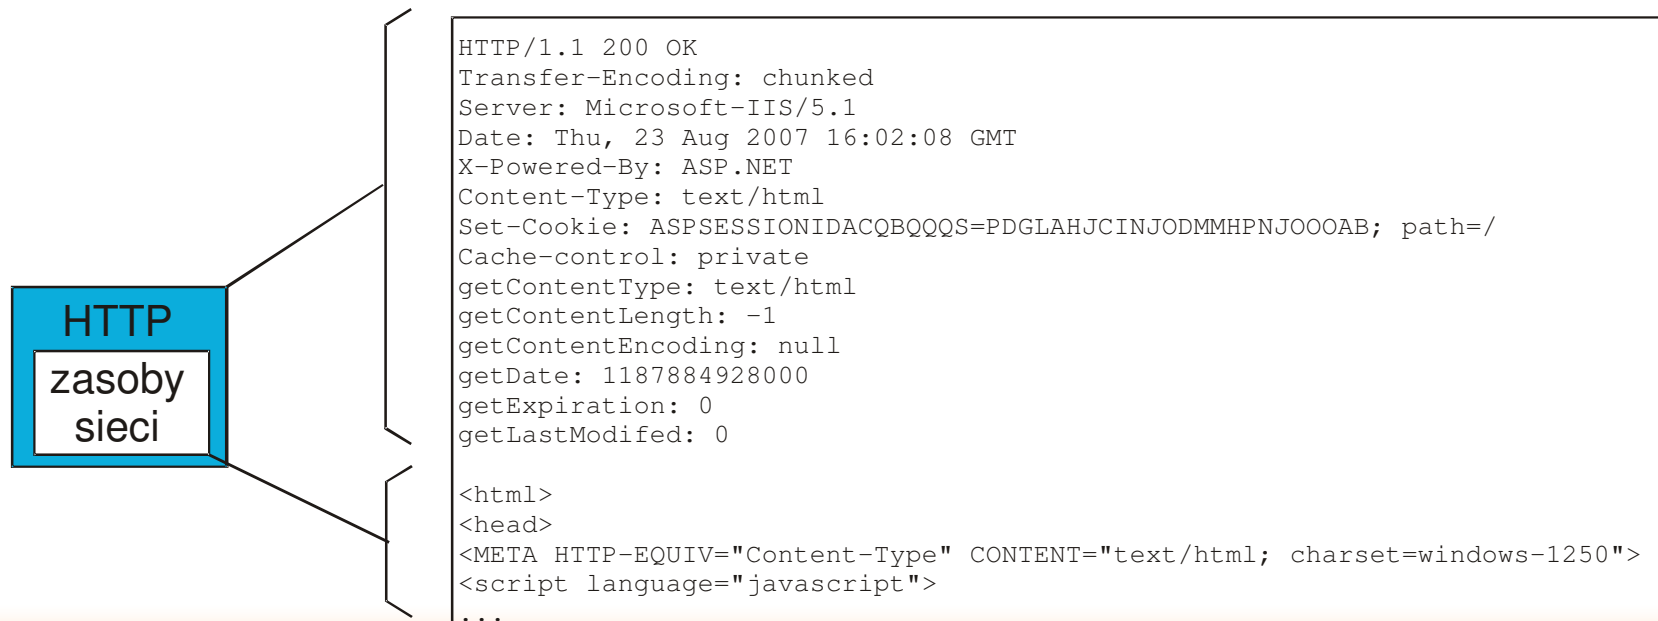 HTTP
zasoby
sieci
HTTP/1.1 200 OK
Transfer-Encoding: chunked
Server: Microsoft-IIS/5.1
Date: Thu, 23 Aug 2007 16:02:08 GMT
X-Powered-By: ASP.NET
Content-Type: text/html
Set-Cookie: ASPSESSIONIDACQBQQQS=PDGLAHJCINJODMMHPNJOOOAB; path=/
Cache-control: private
getContentType: text/html
getContentLength: -1
getContentEncoding: null
getDate: 1187884928000
getExpiration: 0
getLastModifed: 0
<html>
<head>
<META HTTP-EQUIV="Content-Type" CONTENT="text/html; charset=windows-1250">
<script language="javascript">
...